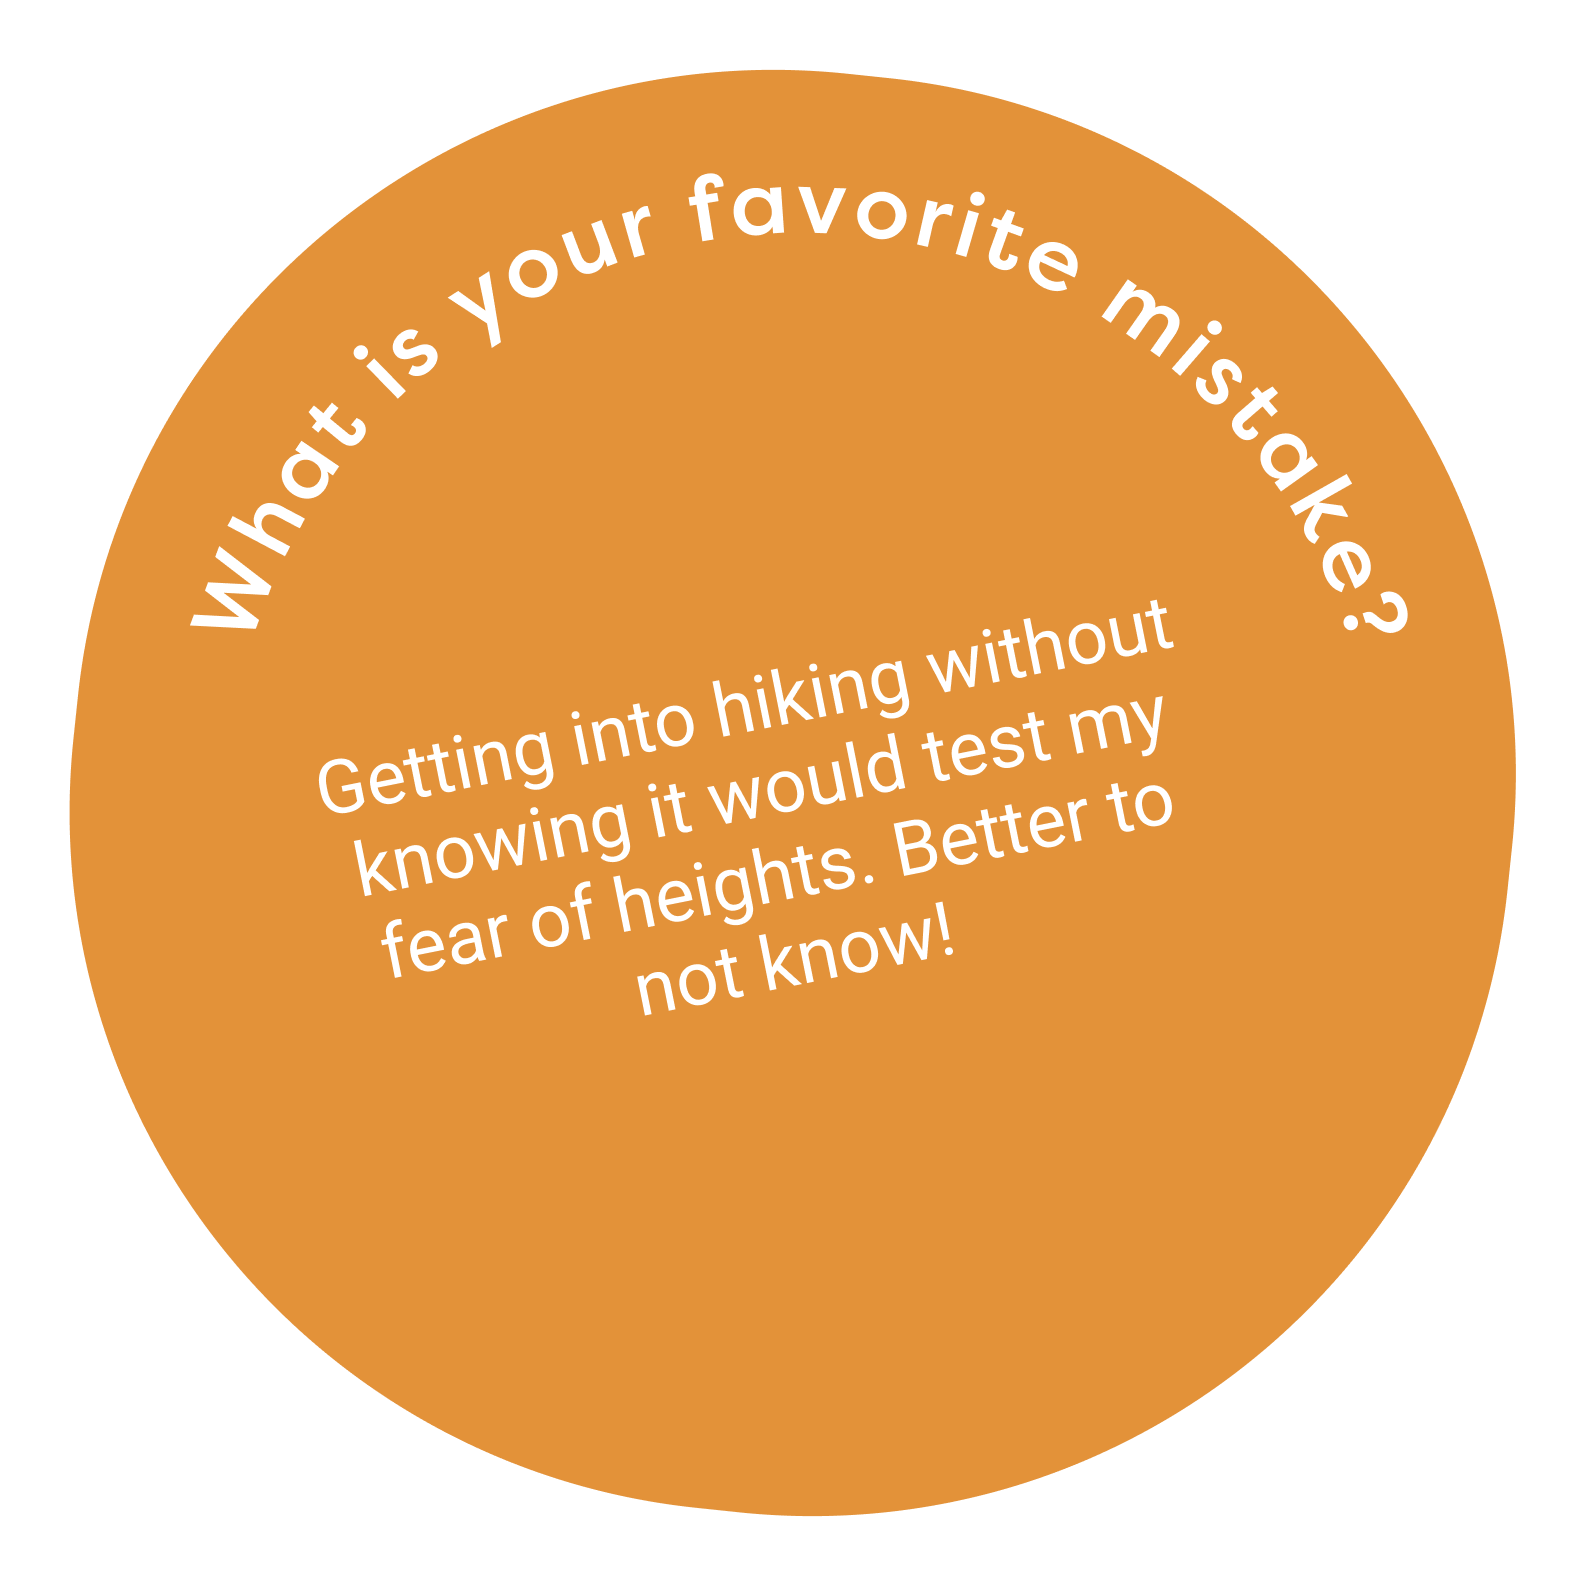 What is your favorite mistake?
Getting into hiking without
knowing it would test my
fear of heights. Better to
not know!